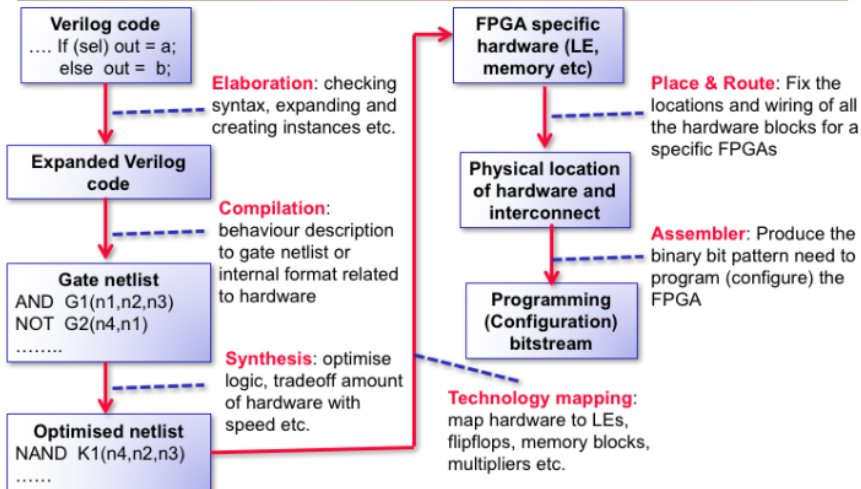 Verilog code
.... If (sel) out = a;
else out = b;
Elaboration: checking
syntax, expanding and
creating instances etc.
Expanded Verilog
code
Compilation:
behaviour description
to gate netlist or
internal format related
to hardware
Gate netlist
AND G1(n1,n2,n3)
NOT G2(n4,n1)
........
Synthesis: optimise
logic, tradeoff amount
of hardware with
speed etc.
Optimised netlist
NAND K1(n4,n2,n3)
......
Technology mapping:
map hardware to LEs,
flipflops, memory blocks,
multipliers etc.
FPGA specific
hardware (LE,
memory etc)
Place & Route: Fix the
locations and wiring of all
the hardware blocks for a
specific FPGAs
Physical location
of hardware and
interconnect
Assembler: Produce the
binary bit pattern need to
program (configure) the
FPGA
Programming
(Configuration)
bitstream